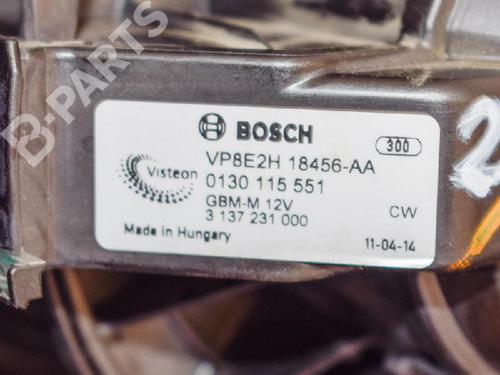 B-PARTS
BOSCH
300
VP8E2H 18456-AA
Visteon
0130 115 551
GBM-M 12V
3 137 231 000
CW
Made in Hungary
11-04-14
2